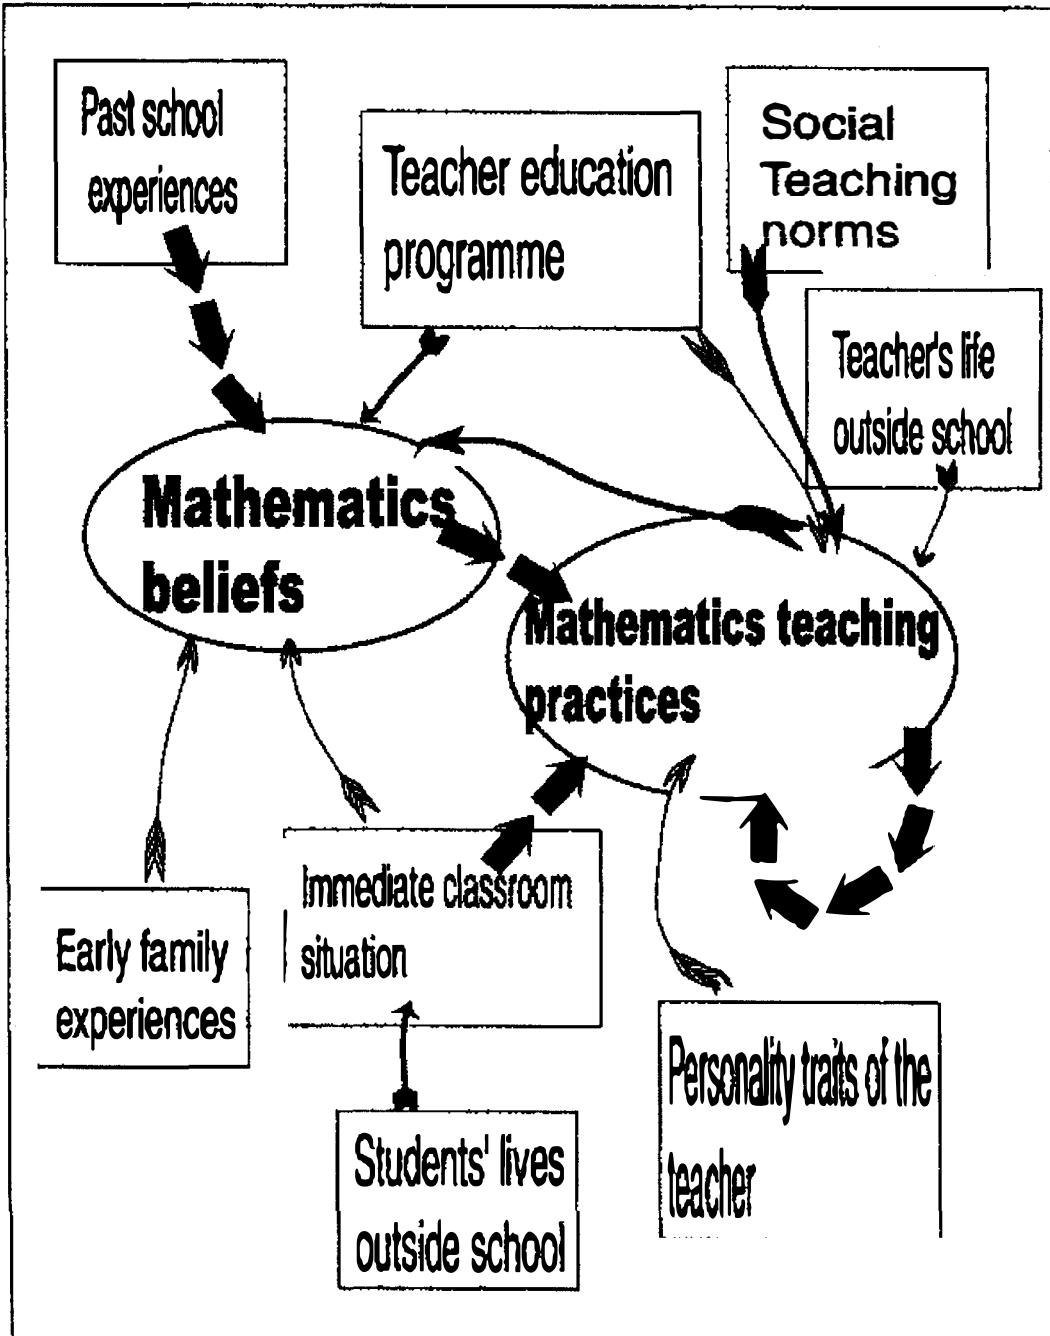 Past school
experiences
Teacher education
programme
Social
Teaching
norms
Teacher's life
outside school
Mathematics
beliefs
Mathematics teaching
practices
Immediate classroom
situation
Early family
experiences
Personality traits of the
teacher
Students' lives
outside school